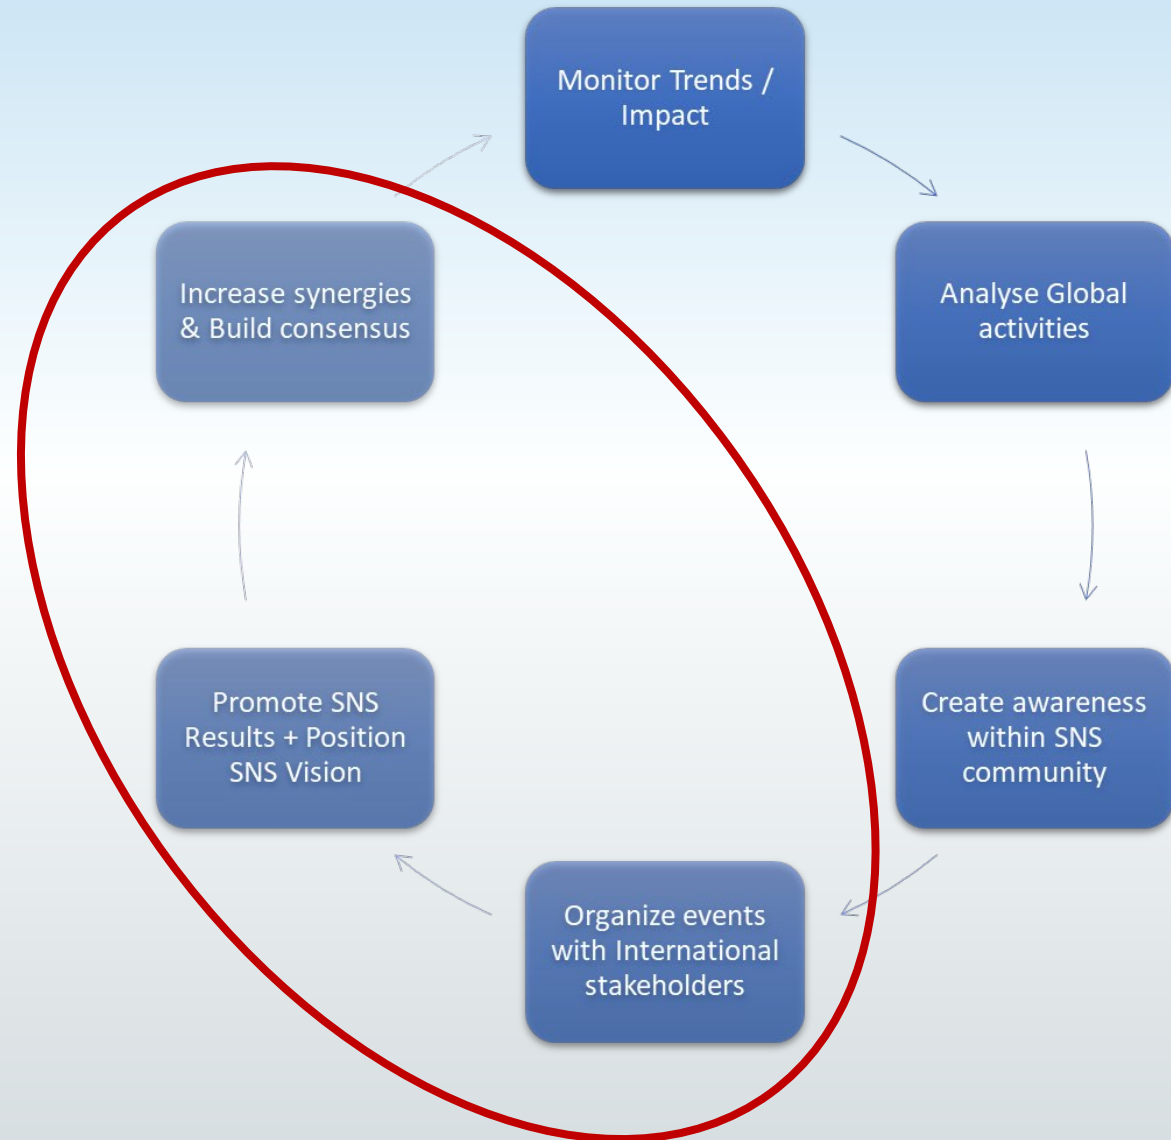 Monitor Trends /
Impact
Analyse Global
activities
Create awareness
within SNS
community
Organize events
with International
stakeholders
Promote SNS
Results + Position
SNS Vision
Increase synergies
& Build consensus